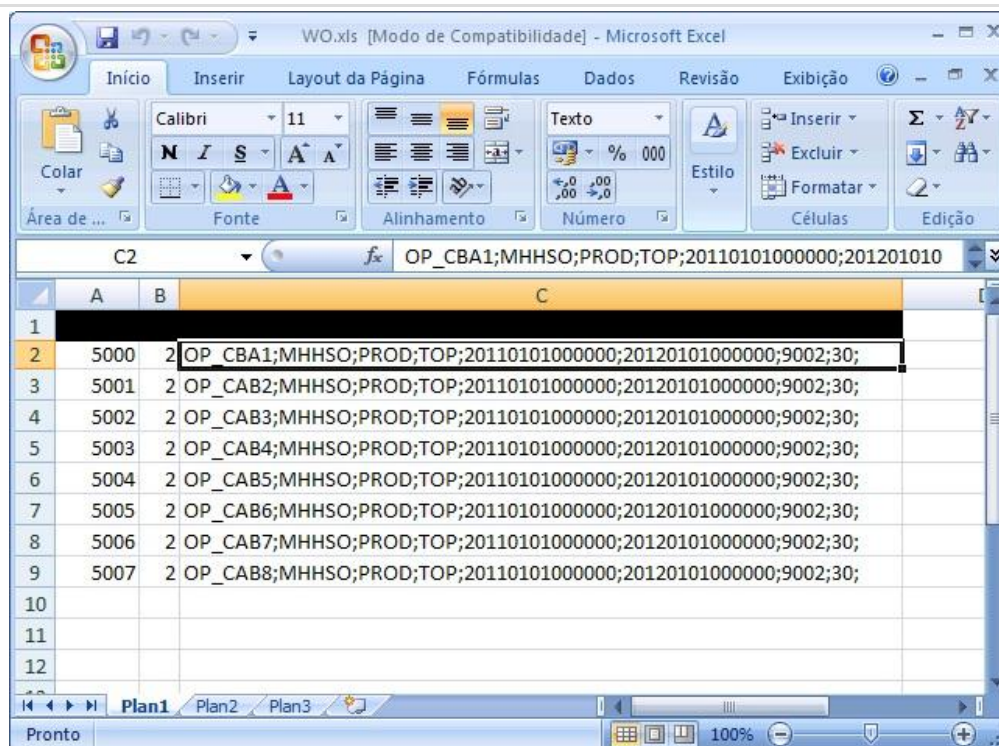 WO.xls [Modo de Compatibilidade] - Microsoft Excel
Início Inserir Layout da Página Fórmulas Dados Revisão Exibição
Calibri 11 Texto Inserir
N I S A A % 000 Excluir
Colar Estilo Formatar
Área de ... Fonte Alinhamento Número Células Edição
C2 fx OP_CBA1;MHHSO;PROD;TOP;20110101000000;201201010
A B C
1
2 5000 2 OP_CBA1;MHHSO;PROD;TOP;20110101000000;20120101000000;9002;30;
3 5001 2 OP_CAB2;MHHSO;PROD;TOP;20110101000000;20120101000000;9002;30;
4 5002 2 OP_CAB3;MHHSO;PROD;TOP;20110101000000;20120101000000;9002;30;
5 5003 2 OP_CAB4;MHHSO;PROD;TOP;20110101000000;20120101000000;9002;30;
6 5004 2 OP_CAB5;MHHSO;PROD;TOP;20110101000000;20120101000000;9002;30;
7 5005 2 OP_CAB6;MHHSO;PROD;TOP;20110101000000;20120101000000;9002;30;
8 5006 2 OP_CAB7;MHHSO;PROD;TOP;20110101000000;20120101000000;9002;30;
9 5007 2 OP_CAB8;MHHSO;PROD;TOP;20110101000000;20120101000000;9002;30;
10
11
12
Plan1 Plan2 Plan3
Pronto 100%